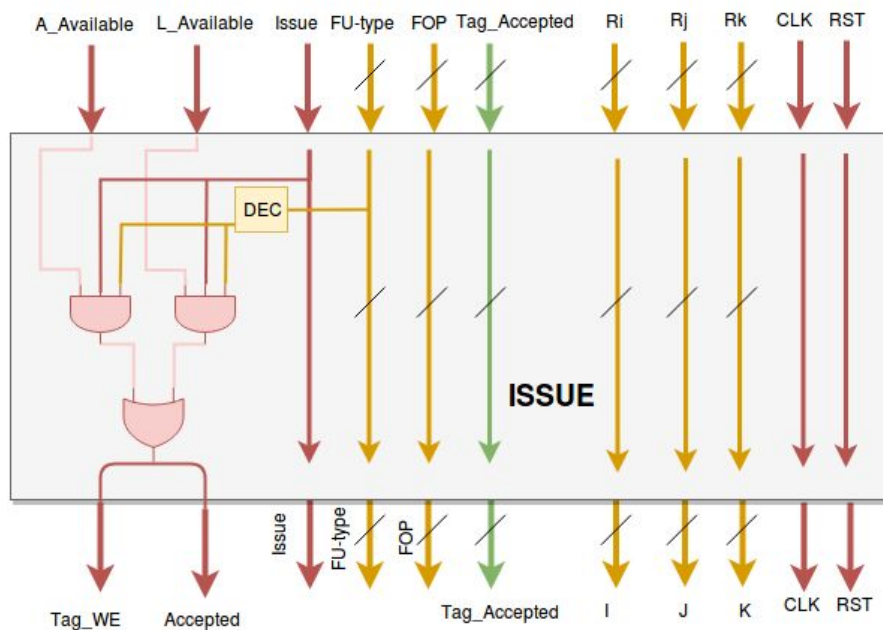 A_Available L_Available Issue FU-type FOP Tag_Accepted Ri Rj Rk CLK RST
DEC
ISSUE
Issue FU-type FOP
Tag_WE Accepted Tag_Accepted I J K CLK RST